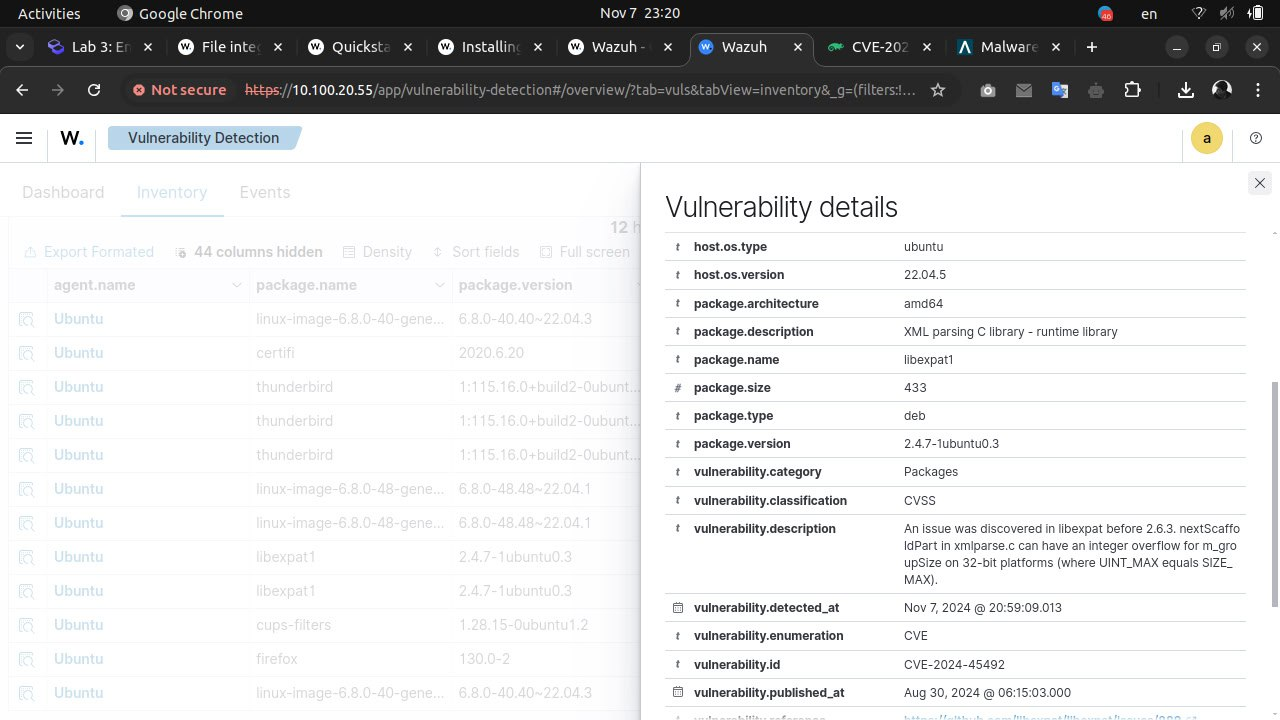 Activities
Google Chrome
Nov 7 23:20
en
Lab 3: En
File inte
Quicksta
Installing
Wazuh -
Wazuh
CVE-202
Malware
Not secure
https://10.100.20.55/app/vulnerability-detection#/overview/?tab=vuls&tabView=inventory&_g=(filters:!...
W.
Vulnerability Detection
a
Dashboard
Inventory
Events
12 h
Export Formated
44 columns hidden
Density
Sort fields
Full screen
agent.name package.name package.version
Ubuntu linux-image-6.8.0-40-gene... 6.8.0-40.40~22.04.3
Ubuntu certifi 2020.6.20
Ubuntu thunderbird 1:115.16.0+build2-0ubunt...
Ubuntu thunderbird 1:115.16.0+build2-0ubunt...
Ubuntu thunderbird 1:115.16.0+build2-0ubunt...
Ubuntu linux-image-6.8.0-48-gene... 6.8.0-48.48~22.04.1
Ubuntu linux-image-6.8.0-48-gene... 6.8.0-48.48~22.04.1
Ubuntu libexpat1 2.4.7-1ubuntu0.3
Ubuntu libexpat1 2.4.7-1ubuntu0.3
Ubuntu cups-filters 1.28.15-0ubuntu1.2
Ubuntu firefox 130.0-2
Ubuntu linux-image-6.8.0-40-gene... 6.8.0-40.40~22.04.3
Vulnerability details
t host.os.type ubuntu
t host.os.version 22.04.5
t package.architecture amd64
t package.description XML parsing C library - runtime library
t package.name libexpat1
# package.size 433
t package.type deb
t package.version 2.4.7-1ubuntu0.3
t vulnerability.category Packages
t vulnerability.classification CVSS
t vulnerability.description An issue was discovered in libexpat before 2.6.3. nextScaffo
ldPart in xmlparse.c can have an integer overflow for m_gro
upSize on 32-bit platforms (where UINT_MAX equals SIZE_
MAX).
vulnerability.detected_at Nov 7, 2024 @ 20:59:09.013
t vulnerability.enumeration CVE
t vulnerability.id CVE-2024-45492
vulnerability.published_at Aug 30, 2024 @ 06:15:03.000